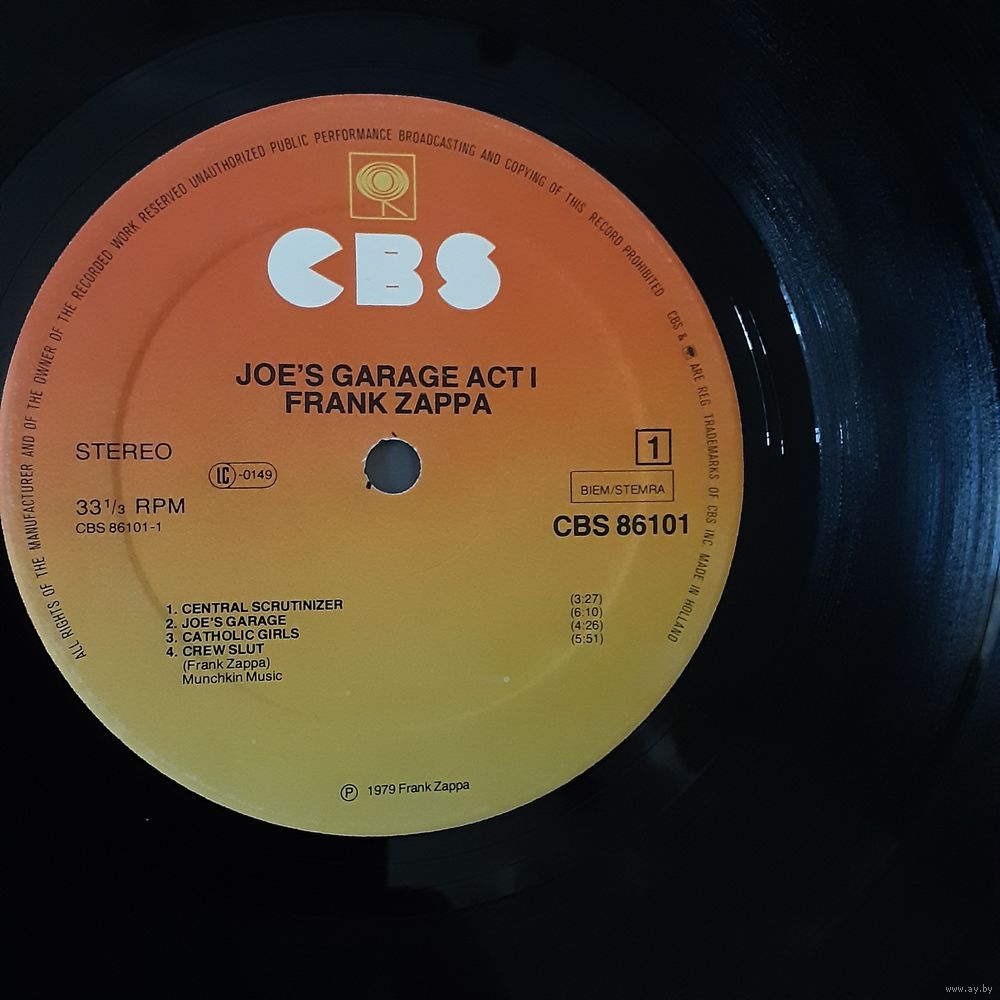 ALL RIGHTS OF THE MANUFACTURER AND OF THE OWNER OF THE RECORDED WORK RESERVED UNAUTHORIZED PUBLIC PERFORMANCE BROADCASTING AND COPYING OF THIS RECORD PROHIBITED CBS & ARE REG TRADEMARKS OF CBS INC MADE IN HOLLAND
CBS
JOE'S GARAGE ACT I
FRANK ZAPPA
STEREO
LC -0149
33 1/3 RPM
CBS 86101-1
1
BIEM/STEMRA
CBS 86101
1. CENTRAL SCRUTINIZER (3:27)
2. JOE'S GARAGE (6:10)
3. CATHOLIC GIRLS (4:26)
4. CREW SLUT (5:51)
(Frank Zappa)
Munchkin Music
Ⓟ 1979 Frank Zappa
www.ay.by